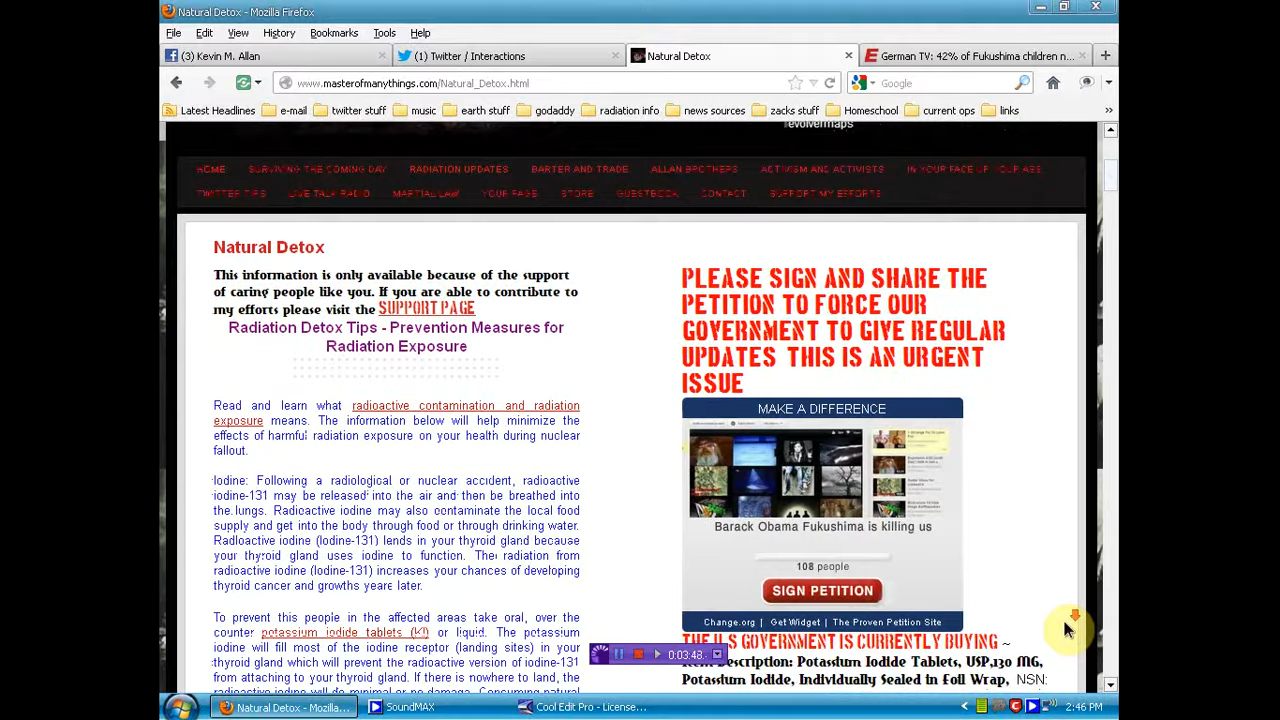 Natural Detox - Mozilla Firefox
File Edit View History Bookmarks Tools Help
(3) Kevin M. Allan
(1) Twitter / Interactions
Natural Detox
German TV: 42% of Fukushima children n...
www.masterofmanythings.com/Natural_Detox.html
Google
Latest Headlines e-mail twitter stuff music earth stuff godaddy radiation info news sources zacks stuff Homeschool current ops links
revolvermaps
HOME SURVIVING THE COMING DAY RADIATION UPDATES BARTER AND TRADE ALLAN BROTHERS ACTIVISM AND ACTIVISTS IN YOUR FACE UP YOUR ASS
TWITTER TIPS LIVE TALK RADIO MARTIAL LAW YOUR PAGE STORE GUESTBOOK CONTACT SUPPORT MY EFFORTS
Natural Detox
This information is only available because of the support
of caring people like you. If you are able to contribute to
my efforts please visit the SUPPORT PAGE
Radiation Detox Tips - Prevention Measures for
Radiation Exposure
Read and learn what radioactive contamination and radiation
exposure means. The information below will help minimize the
effects of harmful radiation exposure on your health during nuclear
fallout.
Iodine: Following a radiological or nuclear accident, radioactive
iodine-131 may be released into the air and then be breathed into
the lungs. Radioactive iodine may also contaminate the local food
supply and get into the body through food or through drinking water.
Radioactive iodine (Iodine-131) lends in your thyroid gland because
your thyroid gland uses iodine to function. The radiation from
radioactive iodine (Iodine-131) increases your chances of developing
thyroid cancer and growths years later.
To prevent this people in the affected areas take oral, over the
counter potassium iodide tablets (KI) or liquid. The potassium
iodine will fill most of the iodine receptor (landing sites) in your
thyroid gland which will prevent the radioactive version of iodine-131
from attaching to your thyroid gland. If there is nowhere to land, the
radioactive iodine will do minimal to no damage. Consuming natural
PLEASE SIGN AND SHARE THE
PETITION TO FORCE OUR
GOVERNMENT TO GIVE REGULAR
UPDATES THIS IS AN URGENT
ISSUE
MAKE A DIFFERENCE
Barack Obama Fukushima is killing us
108 people
SIGN PETITION
Change.org | Get Widget | The Proven Petition Site
THE U.S GOVERNMENT IS CURRENTLY BUYING ~
Item Description: Potassium Iodide Tablets, USP,130 MG,
Potassium Iodide, Individually Sealed in Foil Wrap, NSN:
0:03:48
Natural Detox - Mozilla... SoundMAX Cool Edit Pro - License... 2:46 PM